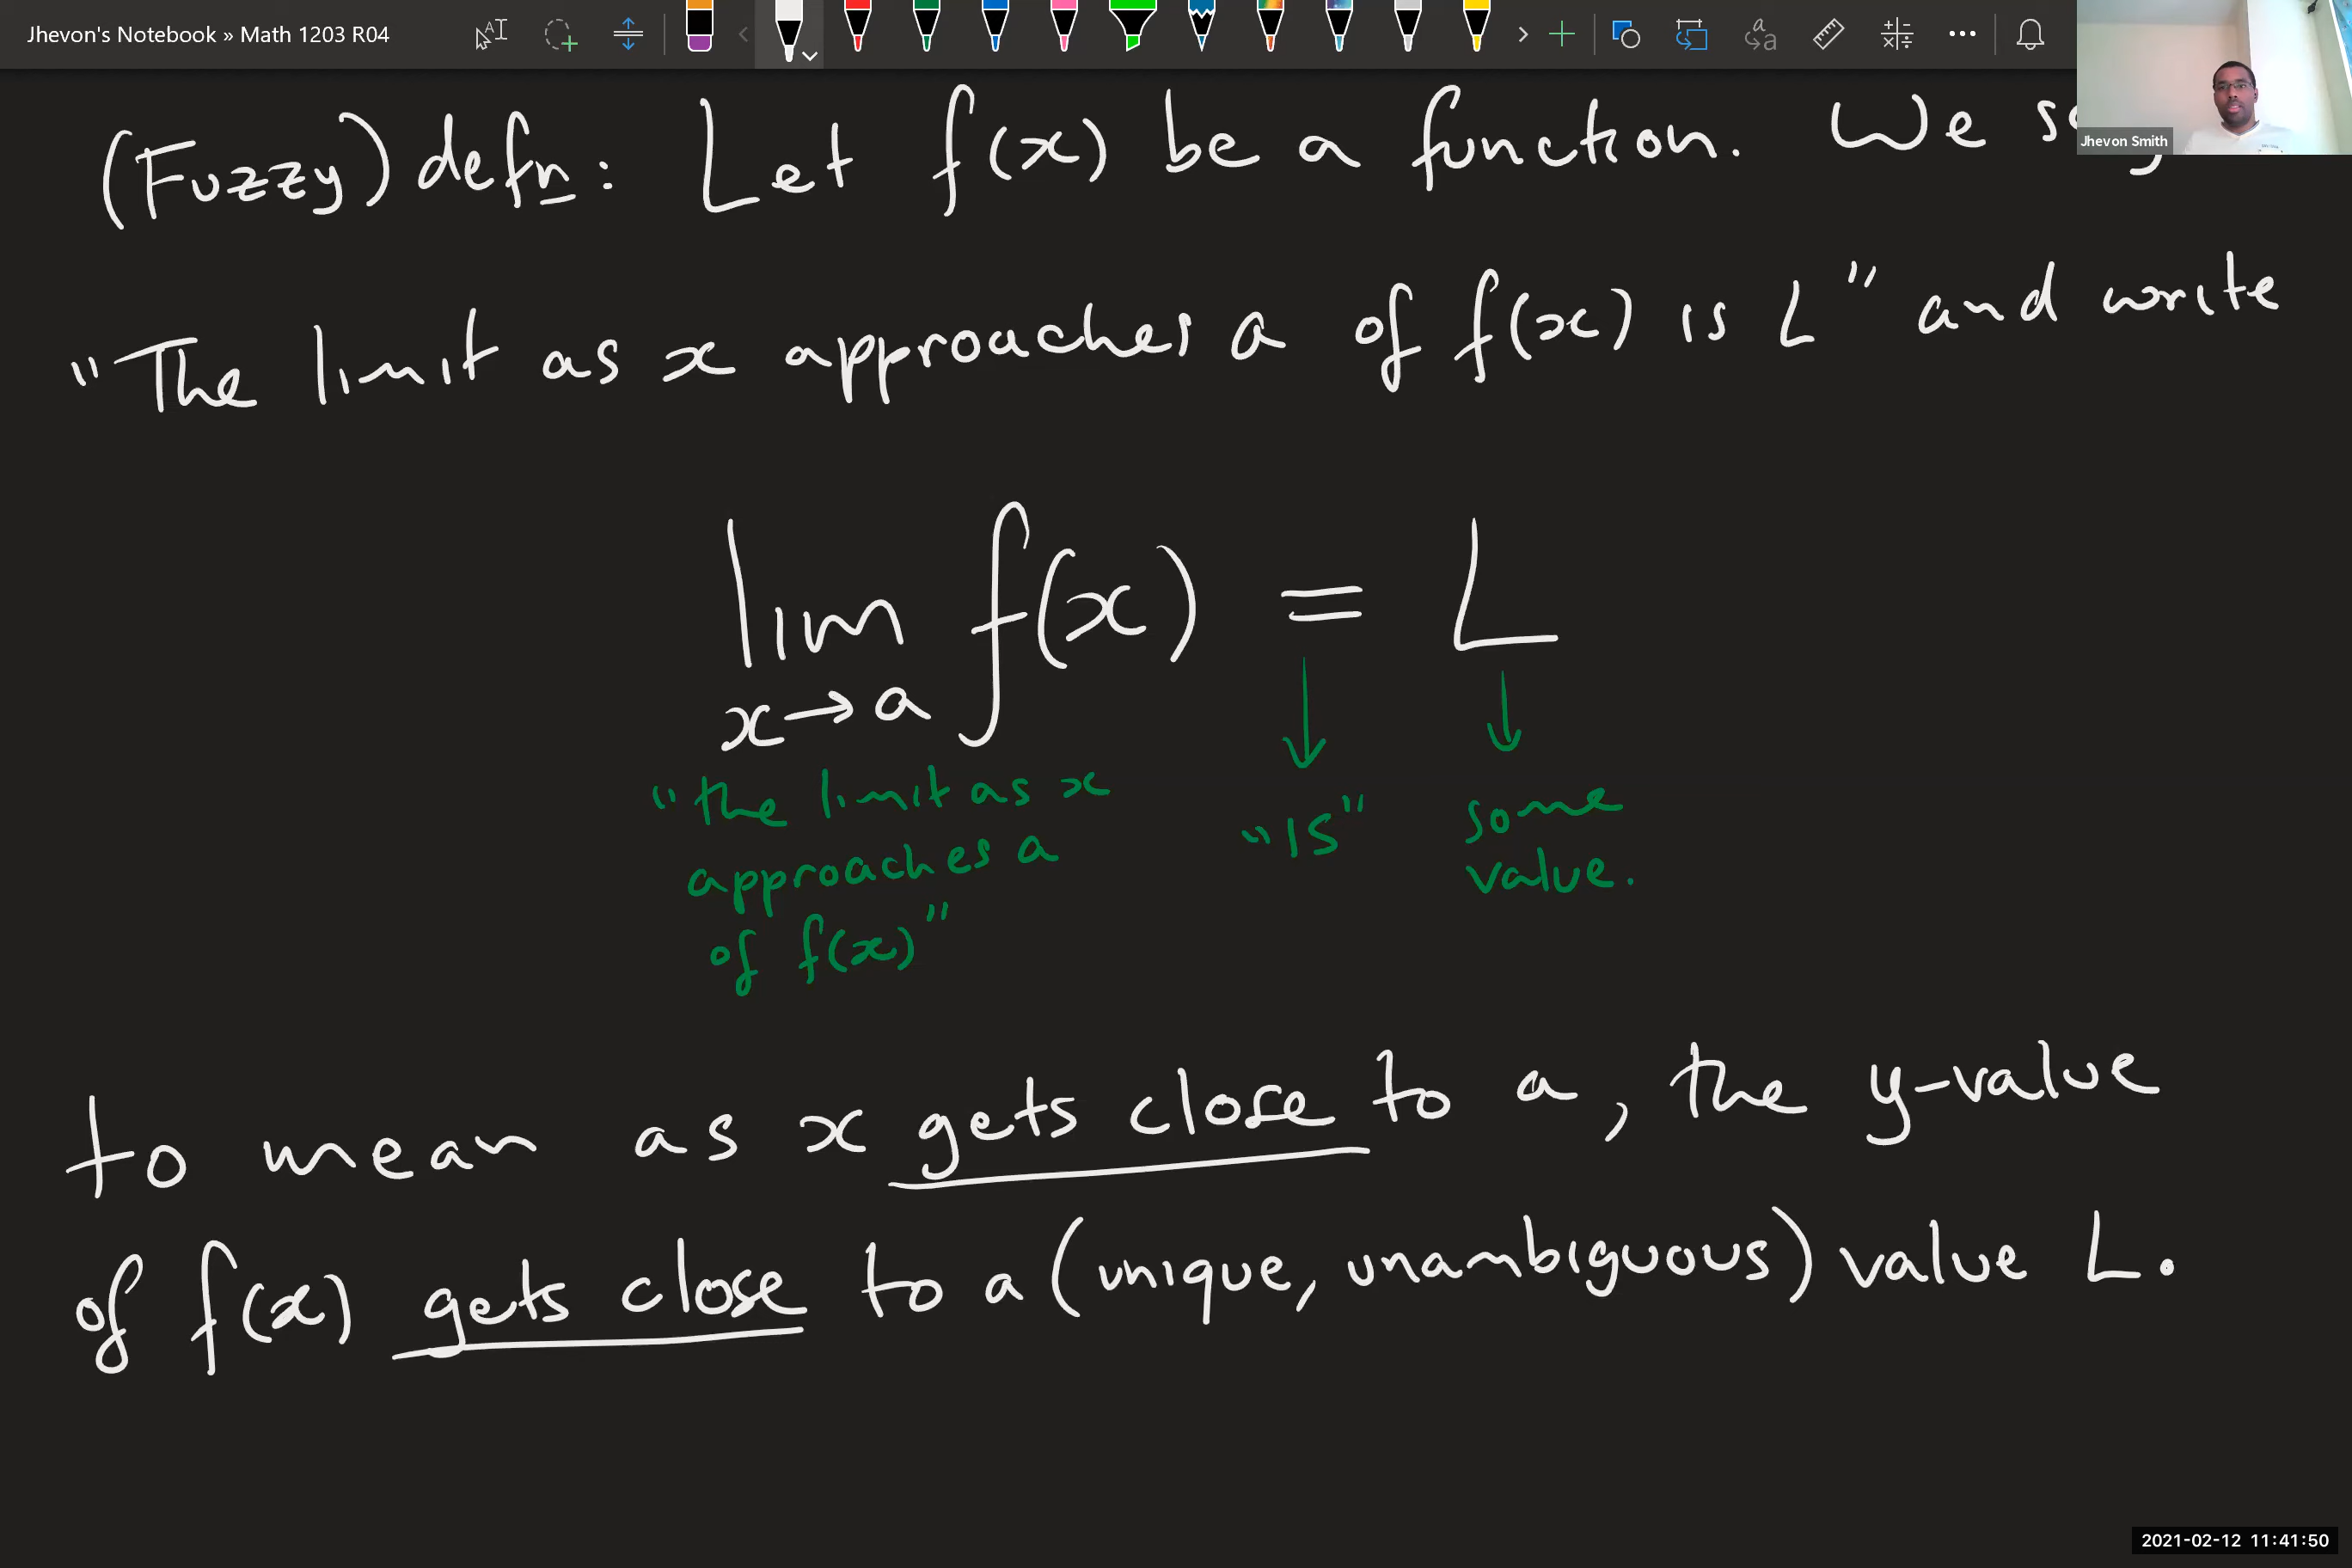 Jhevon's Notebook » Math 1203 R04
Jhevon Smith
(Fuzzy) defn: Let f(x) be a function. We
"The limit as x approaches a of f(x) is L" and write
lim f(x) = L
x→a
"the limit as x
approaches a
of f(x)"
"is"
some
value.
to mean as x gets close to a, the y-value
of f(x) gets close to a (unique, unambiguous) value L.
2021-02-12 11:41:50